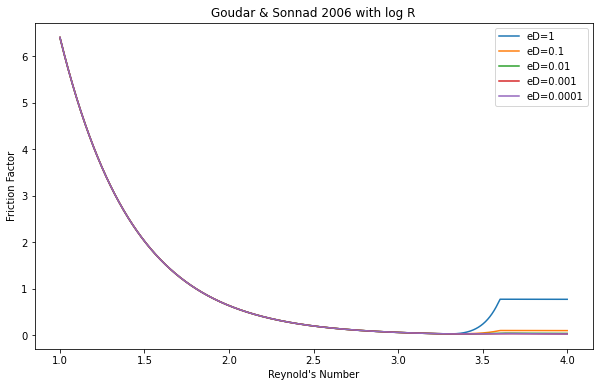 Goudar & Sonnad 2006 with log R
eD=1
eD=0.1
eD=0.01
eD=0.001
eD=0.0001
Friction Factor
6
5
4
3
2
1
0
1.0 1.5 2.0 2.5 3.0 3.5 4.0
Reynold's Number